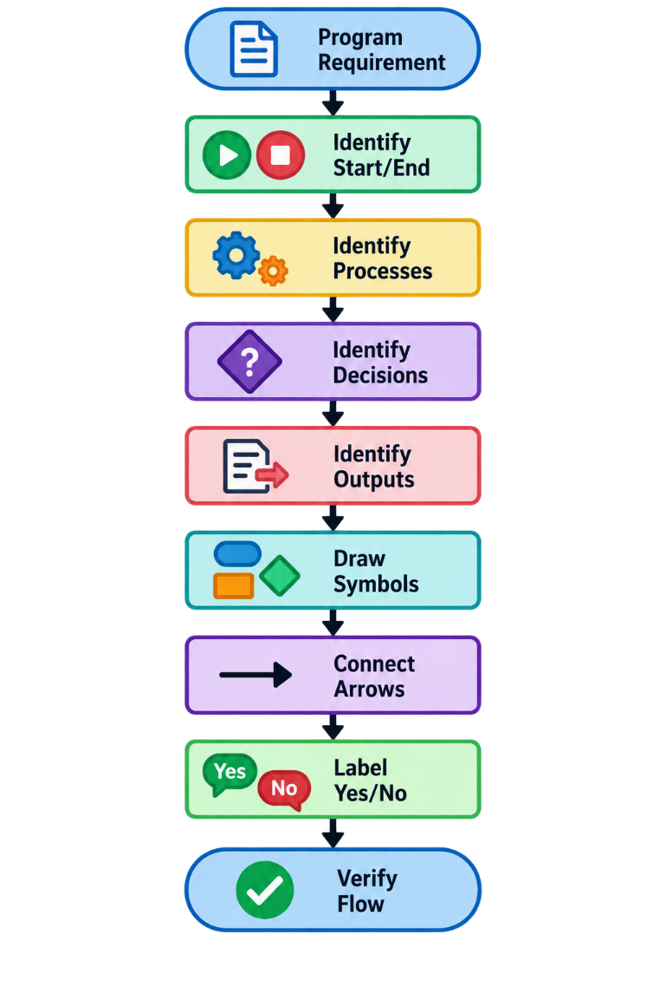 Program
Requirement
Identify
Start/End
Identify
Processes
?
Identify
Decisions
Identify
Outputs
Draw
Symbols
Connect
Arrows
Yes
No
Label
Yes/No
Verify
Flow